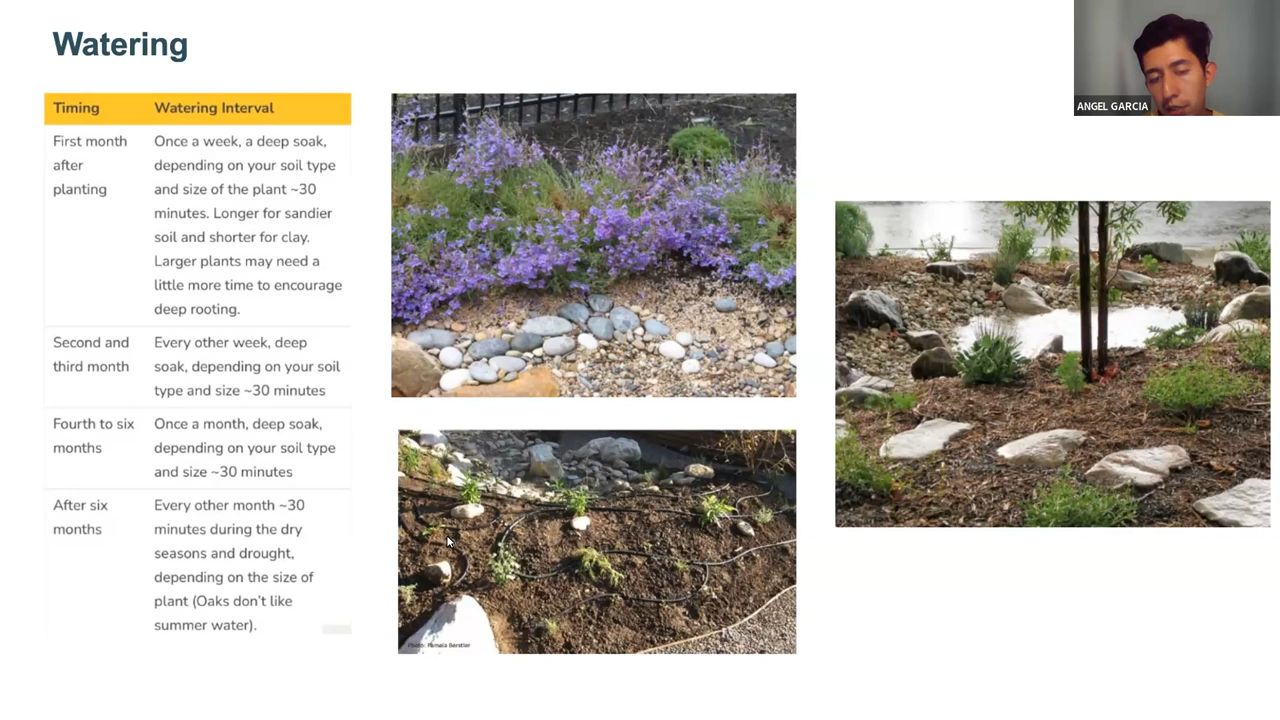 Watering
ANGEL GARCIA
Timing
Watering Interval
First month
after
planting
Once a week, a deep soak,
depending on your soil type
and size of the plant ~30
minutes. Longer for sandier
soil and shorter for clay.
Larger plants may need a
little more time to encourage
deep rooting.
Second and
third month
Every other week, deep
soak, depending on your soil
type and size ~30 minutes
Fourth to six
months
Once a month, deep soak,
depending on your soil type
and size ~30 minutes
After six
months
Every other month ~30
minutes during the dry
seasons and drought,
depending on the size of
plant (Oaks don't like
summer water).
Photo: Pamela Berstler